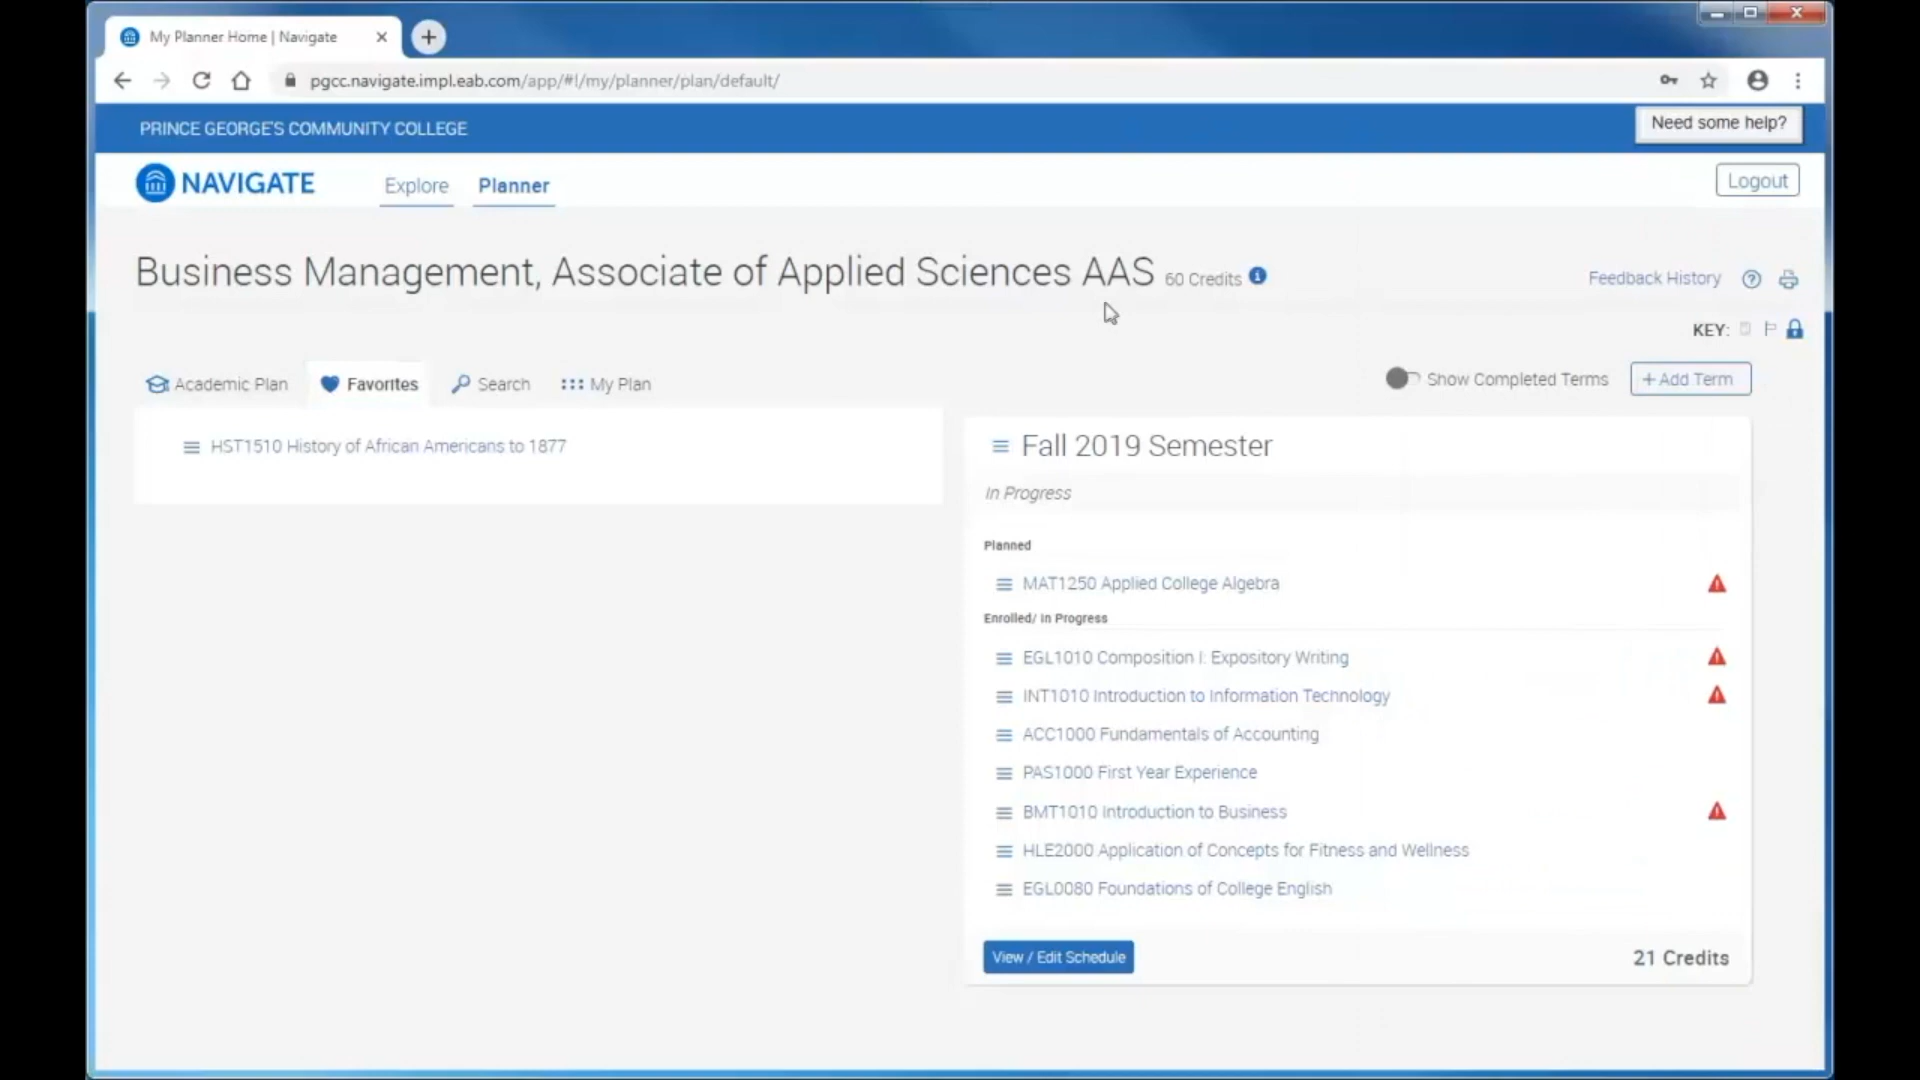 My Planner Home | Navigate
pgcc.navigate.impl.eab.com/app/#!/my/planner/plan/default/
PRINCE GEORGE'S COMMUNITY COLLEGE
Need some help?
NAVIGATE
Explore
Planner
Logout
Business Management, Associate of Applied Sciences AAS 60 Credits
Feedback History
KEY:
Academic Plan
Favorites
Search
My Plan
Show Completed Terms
+ Add Term
HST1510 History of African Americans to 1877
Fall 2019 Semester
In Progress
Planned
MAT1250 Applied College Algebra
Enrolled/ In Progress
EGL1010 Composition I: Expository Writing
INT1010 Introduction to Information Technology
ACC1000 Fundamentals of Accounting
PAS1000 First Year Experience
BMT1010 Introduction to Business
HLE2000 Application of Concepts for Fitness and Wellness
EGL0080 Foundations of College English
View / Edit Schedule
21 Credits